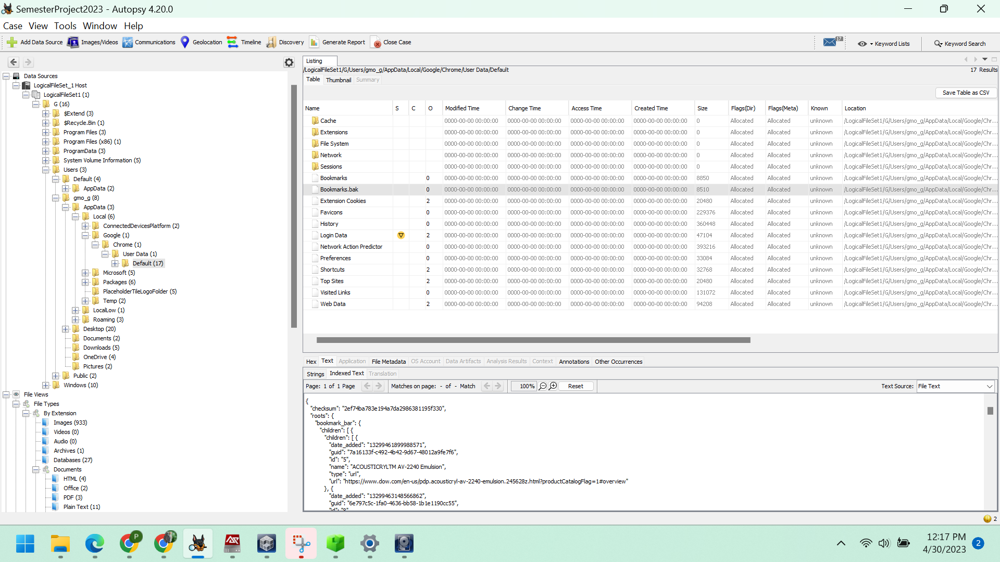 SemesterProject2023 - Autopsy 4.20.0
Case View Tools Window Help
Add Data Source Images/Videos Communications Geolocation Timeline Discovery Generate Report Close Case 17 Keyword Lists Keyword Search
Data Sources
LogicalFileSet_1 Host
LogicalFileSet1 (1)
G (16)
$Extend (3)
$Recycle.Bin (1)
Program Files (3)
Program Files (x86) (1)
ProgramData (3)
System Volume Information (5)
Users (3)
Default (4)
AppData (2)
gmo_g (8)
AppData (3)
Local (6)
ConnectedDevicesPlatform (2)
Google (1)
Chrome (1)
User Data (1)
Default (17)
Microsoft (5)
Packages (6)
PlaceholderTileLogoFolder (5)
Temp (2)
LocalLow (1)
Roaming (3)
Desktop (20)
Documents (2)
Downloads (5)
OneDrive (4)
Pictures (2)
Public (2)
Windows (10)
File Views
File Types
By Extension
Images (933)
Videos (0)
Audio (0)
Archives (1)
Databases (27)
Documents
HTML (4)
Office (2)
PDF (3)
Plain Text (11)
Listing
/LogicalFileSet1/G/Users/gmo_g/AppData/Local/Google/Chrome/User Data/Default 17 Results
Table Thumbnail Summary
Save Table as CSV
Name S C O Modified Time Change Time Access Time Created Time Size Flags(Dir) Flags(Meta) Known Location
Cache 0000-00-00 00:00:00 0000-00-00 00:00:00 0000-00-00 00:00:00 0000-00-00 00:00:00 0 Allocated Allocated unknown /LogicalFileSet1/G/Users/gmo_g/AppData/Local/Google/Chr...
Extensions 0000-00-00 00:00:00 0000-00-00 00:00:00 0000-00-00 00:00:00 0000-00-00 00:00:00 0 Allocated Allocated unknown /LogicalFileSet1/G/Users/gmo_g/AppData/Local/Google/Chr...
File System 0000-00-00 00:00:00 0000-00-00 00:00:00 0000-00-00 00:00:00 0000-00-00 00:00:00 0 Allocated Allocated unknown /LogicalFileSet1/G/Users/gmo_g/AppData/Local/Google/Chr...
Network 0000-00-00 00:00:00 0000-00-00 00:00:00 0000-00-00 00:00:00 0000-00-00 00:00:00 0 Allocated Allocated unknown /LogicalFileSet1/G/Users/gmo_g/AppData/Local/Google/Chr...
Sessions 0000-00-00 00:00:00 0000-00-00 00:00:00 0000-00-00 00:00:00 0000-00-00 00:00:00 0 Allocated Allocated unknown /LogicalFileSet1/G/Users/gmo_g/AppData/Local/Google/Chr...
Bookmarks 0 0000-00-00 00:00:00 0000-00-00 00:00:00 0000-00-00 00:00:00 0000-00-00 00:00:00 8850 Allocated Allocated unknown /LogicalFileSet1/G/Users/gmo_g/AppData/Local/Google/Chr...
Bookmarks.bak 0 0000-00-00 00:00:00 0000-00-00 00:00:00 0000-00-00 00:00:00 0000-00-00 00:00:00 8510 Allocated Allocated unknown /LogicalFileSet1/G/Users/gmo_g/AppData/Local/Google/Chr...
Extension Cookies 2 0000-00-00 00:00:00 0000-00-00 00:00:00 0000-00-00 00:00:00 0000-00-00 00:00:00 20480 Allocated Allocated unknown /LogicalFileSet1/G/Users/gmo_g/AppData/Local/Google/Chr...
Favicons 0 0000-00-00 00:00:00 0000-00-00 00:00:00 0000-00-00 00:00:00 0000-00-00 00:00:00 229376 Allocated Allocated unknown /LogicalFileSet1/G/Users/gmo_g/AppData/Local/Google/Chr...
History 0 0000-00-00 00:00:00 0000-00-00 00:00:00 0000-00-00 00:00:00 0000-00-00 00:00:00 360448 Allocated Allocated unknown /LogicalFileSet1/G/Users/gmo_g/AppData/Local/Google/Chr...
Login Data 2 0000-00-00 00:00:00 0000-00-00 00:00:00 0000-00-00 00:00:00 0000-00-00 00:00:00 47104 Allocated Allocated unknown /LogicalFileSet1/G/Users/gmo_g/AppData/Local/Google/Chr...
Network Action Predictor 0 0000-00-00 00:00:00 0000-00-00 00:00:00 0000-00-00 00:00:00 0000-00-00 00:00:00 393216 Allocated Allocated unknown /LogicalFileSet1/G/Users/gmo_g/AppData/Local/Google/Chr...
Preferences 0 0000-00-00 00:00:00 0000-00-00 00:00:00 0000-00-00 00:00:00 0000-00-00 00:00:00 33084 Allocated Allocated unknown /LogicalFileSet1/G/Users/gmo_g/AppData/Local/Google/Chr...
Shortcuts 2 0000-00-00 00:00:00 0000-00-00 00:00:00 0000-00-00 00:00:00 0000-00-00 00:00:00 32768 Allocated Allocated unknown /LogicalFileSet1/G/Users/gmo_g/AppData/Local/Google/Chr...
Top Sites 2 0000-00-00 00:00:00 0000-00-00 00:00:00 0000-00-00 00:00:00 0000-00-00 00:00:00 20480 Allocated Allocated unknown /LogicalFileSet1/G/Users/gmo_g/AppData/Local/Google/Chr...
Visited Links 0 0000-00-00 00:00:00 0000-00-00 00:00:00 0000-00-00 00:00:00 0000-00-00 00:00:00 131072 Allocated Allocated unknown /LogicalFileSet1/G/Users/gmo_g/AppData/Local/Google/Chr...
Web Data 2 0000-00-00 00:00:00 0000-00-00 00:00:00 0000-00-00 00:00:00 0000-00-00 00:00:00 94208 Allocated Allocated unknown /LogicalFileSet1/G/Users/gmo_g/AppData/Local/Google/Chr...
Hex Text Application File Metadata OS Account Data Artifacts Analysis Results Context Annotations Other Occurrences
Strings Indexed Text Translation
Page: 1 of 1 Page Matches on page: - of - Match 100% Reset Text Source: File Text
{
"checksum": "2ef74ba783e194a7da2986381195f330",
"roots": {
"bookmark_bar": {
"children": [ {
"children": [ {
"date_added": "13299461899988571",
"guid": "7a16133f-c492-4b42-9d67-48012a9fe7f6",
"id": "5",
"name": "ACOUSTICRYLTM AV-2240 Emulsion",
"type": "url",
"url": "https://www.dow.com/en-us/pdp.acousticryl-av-2240-emulsion.245628z.html?productCatalogFlag=1#overview"
}, {
"date_added": "13299463148566862",
"guid": "6e797c5c-1fa0-4636-bb58-1b1e1190cc55",
"id": "8"
2
P
12:17 PM
4/30/2023
2